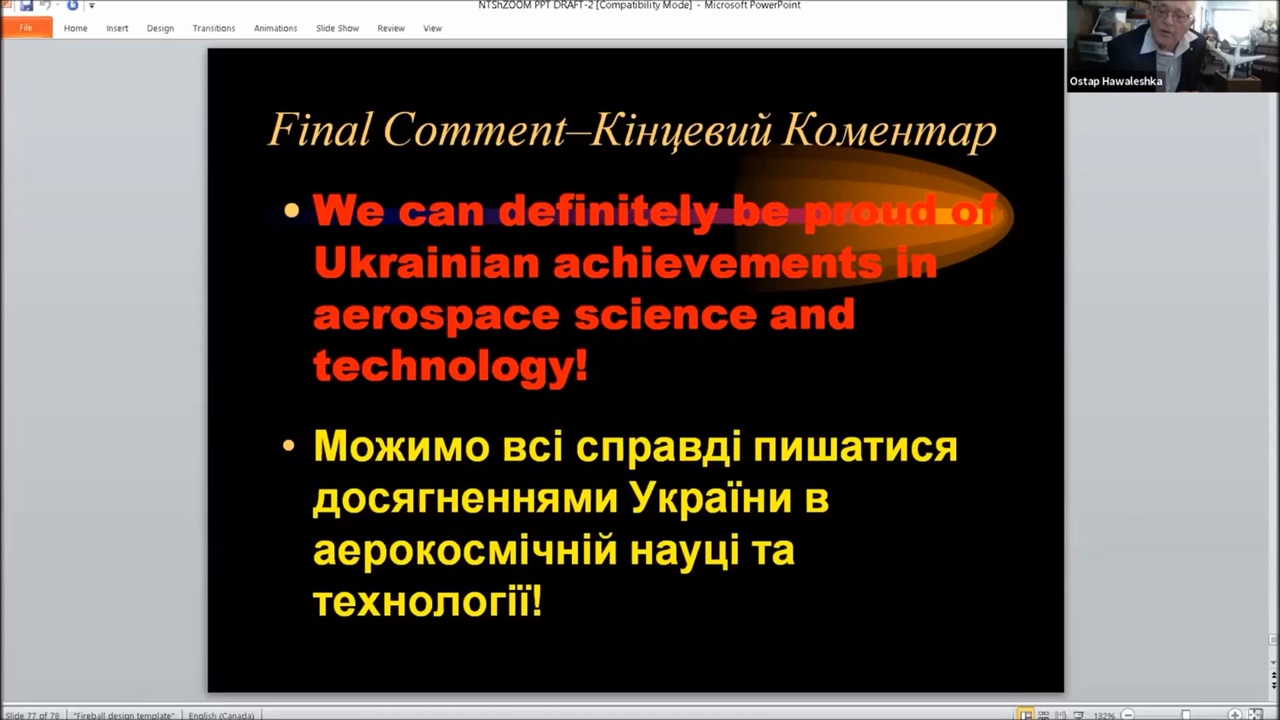 NTShZOOM PPT DRAFT-2 [Compatibility Mode] - Microsoft PowerPoint
File Home Insert Design Transitions Animations Slide Show Review View
Ostap Hawaleshka
Final Comment–Кінцевий Коментар
• We can definitely be proud of
Ukrainian achievements in
aerospace science and
technology!
• Можимо всі справді пишатися
досягненнями України в
аерокосмічній науці та
технології!
Slide 77 of 78 "Fireball design template" English (Canada) 132%